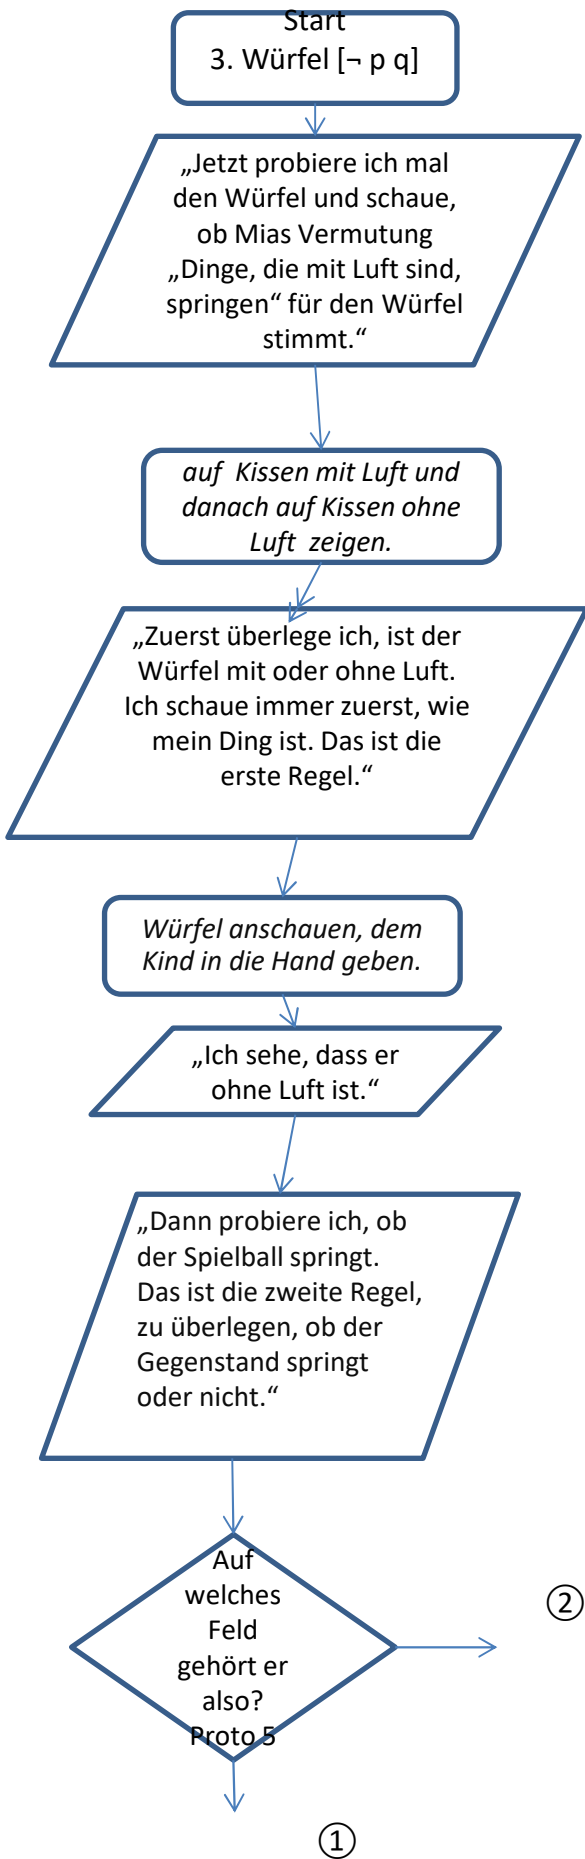 Start
3. Würfel [¬ p q]
„Jetzt probiere ich mal
den Würfel und schaue,
ob Mias Vermutung
„Dinge, die mit Luft sind,
springen“ für den Würfel
stimmt.“
auf Kissen mit Luft und
danach auf Kissen ohne
Luft zeigen.
„Zuerst überlege ich, ist der
Würfel mit oder ohne Luft.
Ich schaue immer zuerst, wie
mein Ding ist. Das ist die
erste Regel.“
Würfel anschauen, dem
Kind in die Hand geben.
„Ich sehe, dass er
ohne Luft ist.“
„Dann probiere ich, ob
der Spielball springt.
Das ist die zweite Regel,
zu überlegen, ob der
Gegenstand springt
oder nicht.“
Auf
welches
Feld
gehört er
also?
Proto 5
②
①